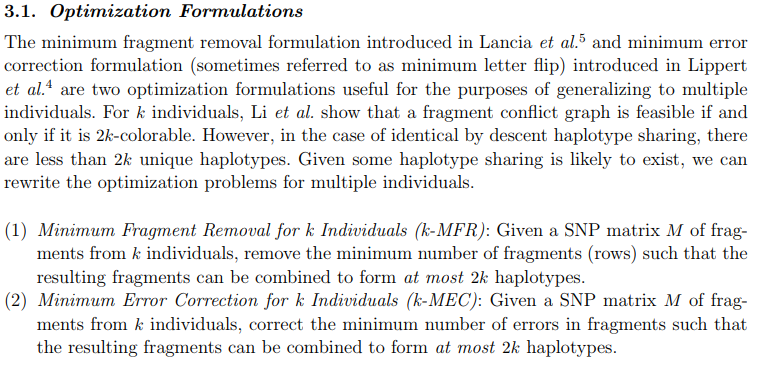 3.1. Optimization Formulations
The minimum fragment removal formulation introduced in Lancia et al.⁵ and minimum error
correction formulation (sometimes referred to as minimum letter flip) introduced in Lippert
et al.⁴ are two optimization formulations useful for the purposes of generalizing to multiple
individuals. For k individuals, Li et al. show that a fragment conflict graph is feasible if and
only if it is 2k-colorable. However, in the case of identical by descent haplotype sharing, there
are less than 2k unique haplotypes. Given some haplotype sharing is likely to exist, we can
rewrite the optimization problems for multiple individuals.
(1) Minimum Fragment Removal for k Individuals (k-MFR): Given a SNP matrix M of frag-
ments from k individuals, remove the minimum number of fragments (rows) such that the
resulting fragments can be combined to form at most 2k haplotypes.
(2) Minimum Error Correction for k Individuals (k-MEC): Given a SNP matrix M of frag-
ments from k individuals, correct the minimum number of errors in fragments such that
the resulting fragments can be combined to form at most 2k haplotypes.